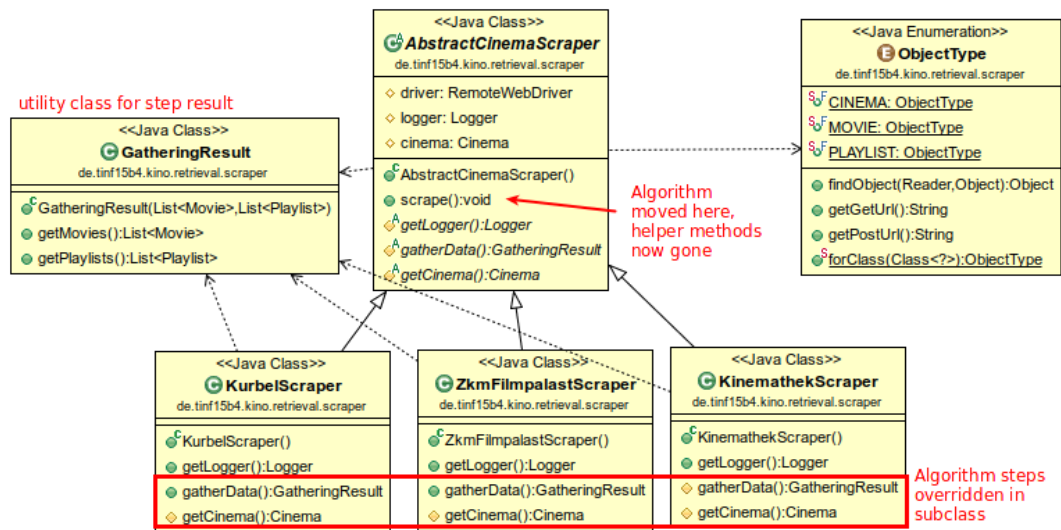 <<Java Class>>
AbstractCinemaScraper
de.tinf15b4.kino.retrieval.scraper
driver: RemoteWebDriver
logger: Logger
cinema: Cinema
AbstractCinemaScraper()
scrape():void
getLogger():Logger
gatherData():GatheringResult
getCinema():Cinema
<<Java Enumeration>>
ObjectType
de.tinf15b4.kino.retrieval.scraper
CINEMA: ObjectType
MOVIE: ObjectType
PLAYLIST: ObjectType
findObject(Reader,Object):Object
getGetUrl():String
getPostUrl():String
forClass(Class<?>):ObjectType
utility class for step result
<<Java Class>>
GatheringResult
de.tinf15b4.kino.retrieval.scraper
GatheringResult(List<Movie>,List<Playlist>)
getMovies():List<Movie>
getPlaylists():List<Playlist>
Algorithm
moved here,
helper methods
now gone
<<Java Class>>
KurbelScraper
de.tinf15b4.kino.retrieval.scraper
KurbelScraper()
getLogger():Logger
gatherData():GatheringResult
getCinema():Cinema
<<Java Class>>
ZkmFilmpalastScraper
de.tinf15b4.kino.retrieval.scraper
ZkmFilmpalastScraper()
getLogger():Logger
gatherData():GatheringResult
getCinema():Cinema
<<Java Class>>
KinemathekScraper
de.tinf15b4.kino.retrieval.scraper
KinemathekScraper()
getLogger():Logger
gatherData():GatheringResult
getCinema():Cinema
Algorithm steps
overridden in
subclass